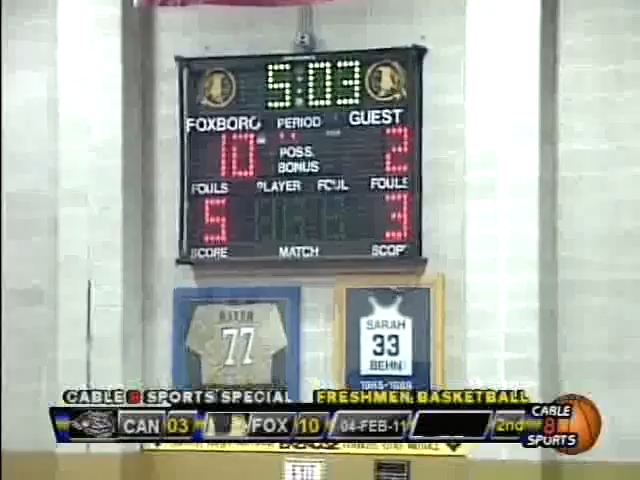 5:03
FOXBORO PERIOD GUEST
10 POSS. 2
BONUS
FOULS PLAYER FOUL FOULS
5 3
SCORE MATCH SCORE
77
SARAH
33
BEHN
1985-1989
CABLE 8 SPORTS SPECIAL FRESHMEN BASKETBALL
CAN 03 FOX 10 04-FEB-11 2nd
CABLE
8
SPORTS